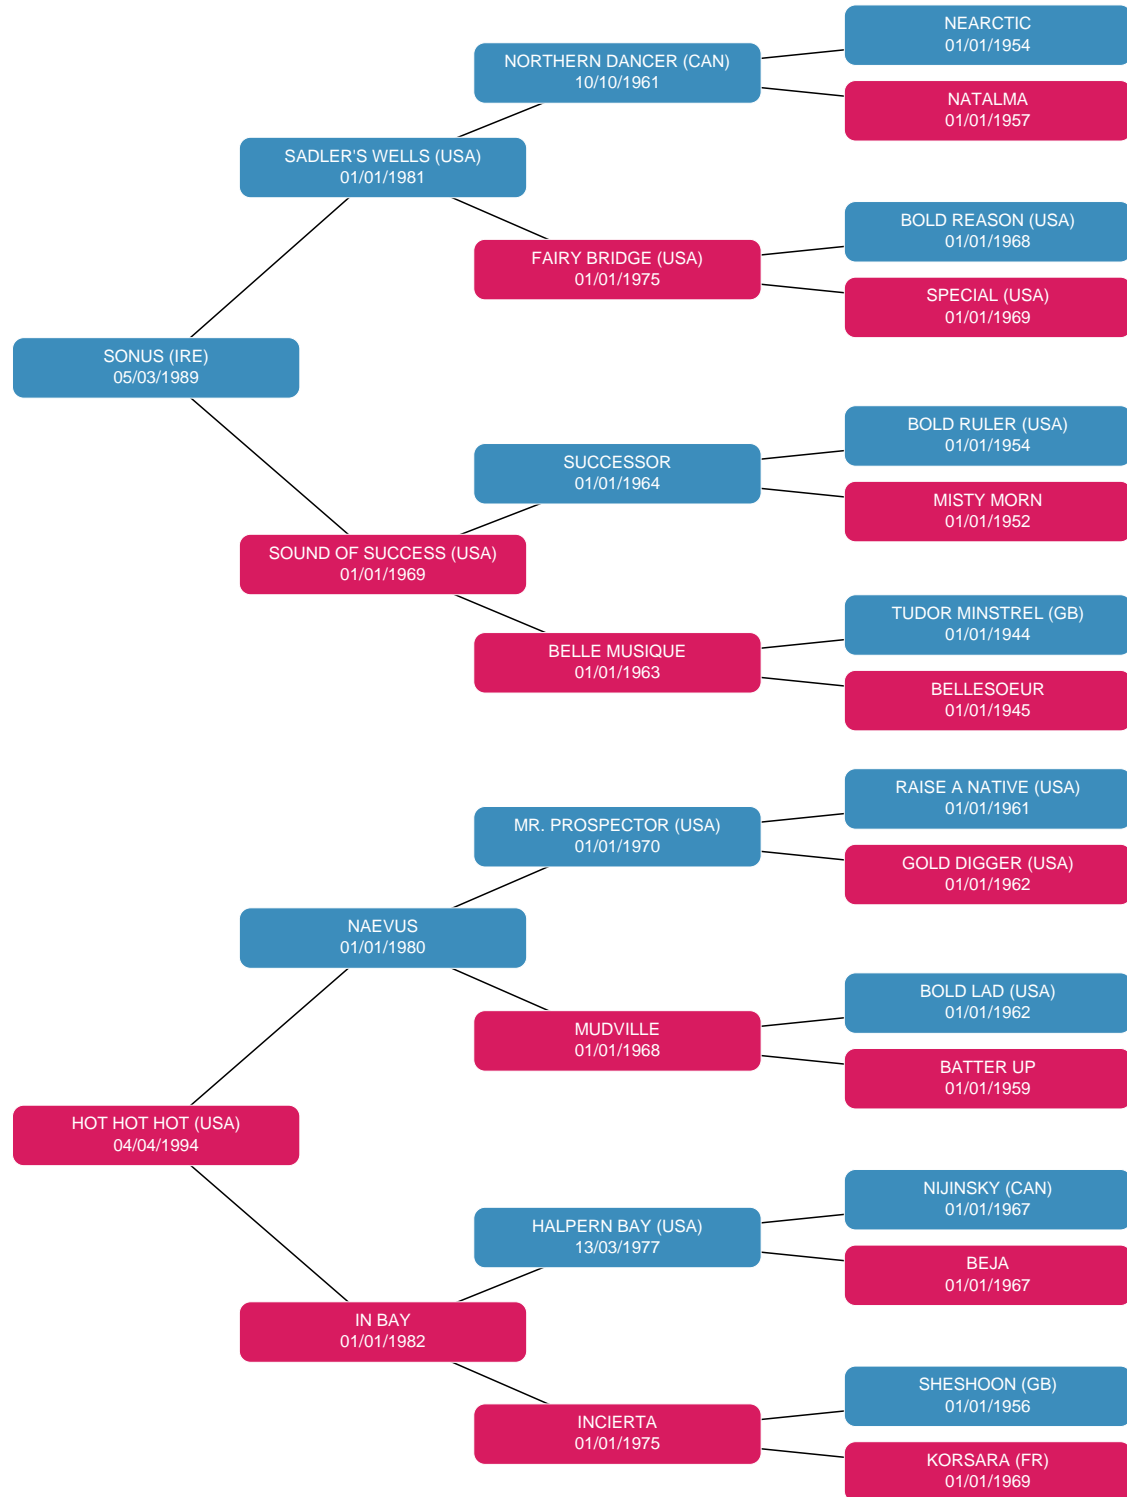 NEARCTIC
01/01/1954
NORTHERN DANCER (CAN)
10/10/1961
NATALMA
01/01/1957
SADLER'S WELLS (USA)
01/01/1981
BOLD REASON (USA)
01/01/1968
FAIRY BRIDGE (USA)
01/01/1975
SPECIAL (USA)
01/01/1969
SONUS (IRE)
05/03/1989
BOLD RULER (USA)
01/01/1954
SUCCESSOR
01/01/1964
MISTY MORN
01/01/1952
SOUND OF SUCCESS (USA)
01/01/1969
TUDOR MINSTREL (GB)
01/01/1944
BELLE MUSIQUE
01/01/1963
BELLESOEUR
01/01/1945
RAISE A NATIVE (USA)
01/01/1961
MR. PROSPECTOR (USA)
01/01/1970
GOLD DIGGER (USA)
01/01/1962
NAEVUS
01/01/1980
BOLD LAD (USA)
01/01/1962
MUDVILLE
01/01/1968
BATTER UP
01/01/1959
HOT HOT HOT (USA)
04/04/1994
NIJINSKY (CAN)
01/01/1967
HALPERN BAY (USA)
13/03/1977
BEJA
01/01/1967
IN BAY
01/01/1982
SHESHOON (GB)
01/01/1956
INCIERTA
01/01/1975
KORSARA (FR)
01/01/1969